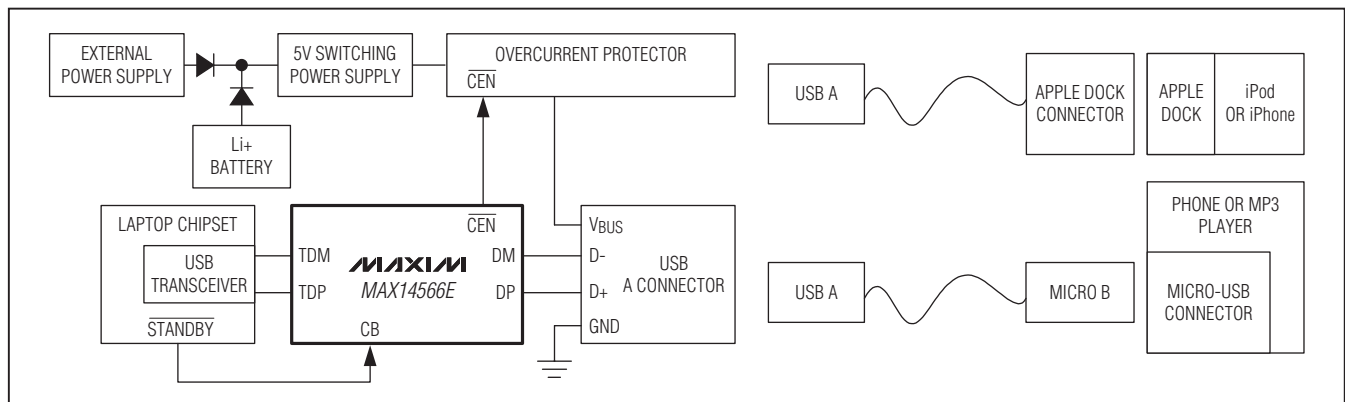 EXTERNAL
POWER SUPPLY
5V SWITCHING
POWER SUPPLY
OVERCURRENT PROTECTOR
CEN
Li+
BATTERY
LAPTOP CHIPSET
USB
TRANSCEIVER
STANDBY
TDM
TDP
CEN
MAXIM
MAX14566E
CB
DM
DP
VBUS
D-
D+
GND
USB
A CONNECTOR
USB A
APPLE DOCK
CONNECTOR
APPLE
DOCK
iPod
OR iPhone
USB A
MICRO B
PHONE OR MP3
PLAYER
MICRO-USB
CONNECTOR